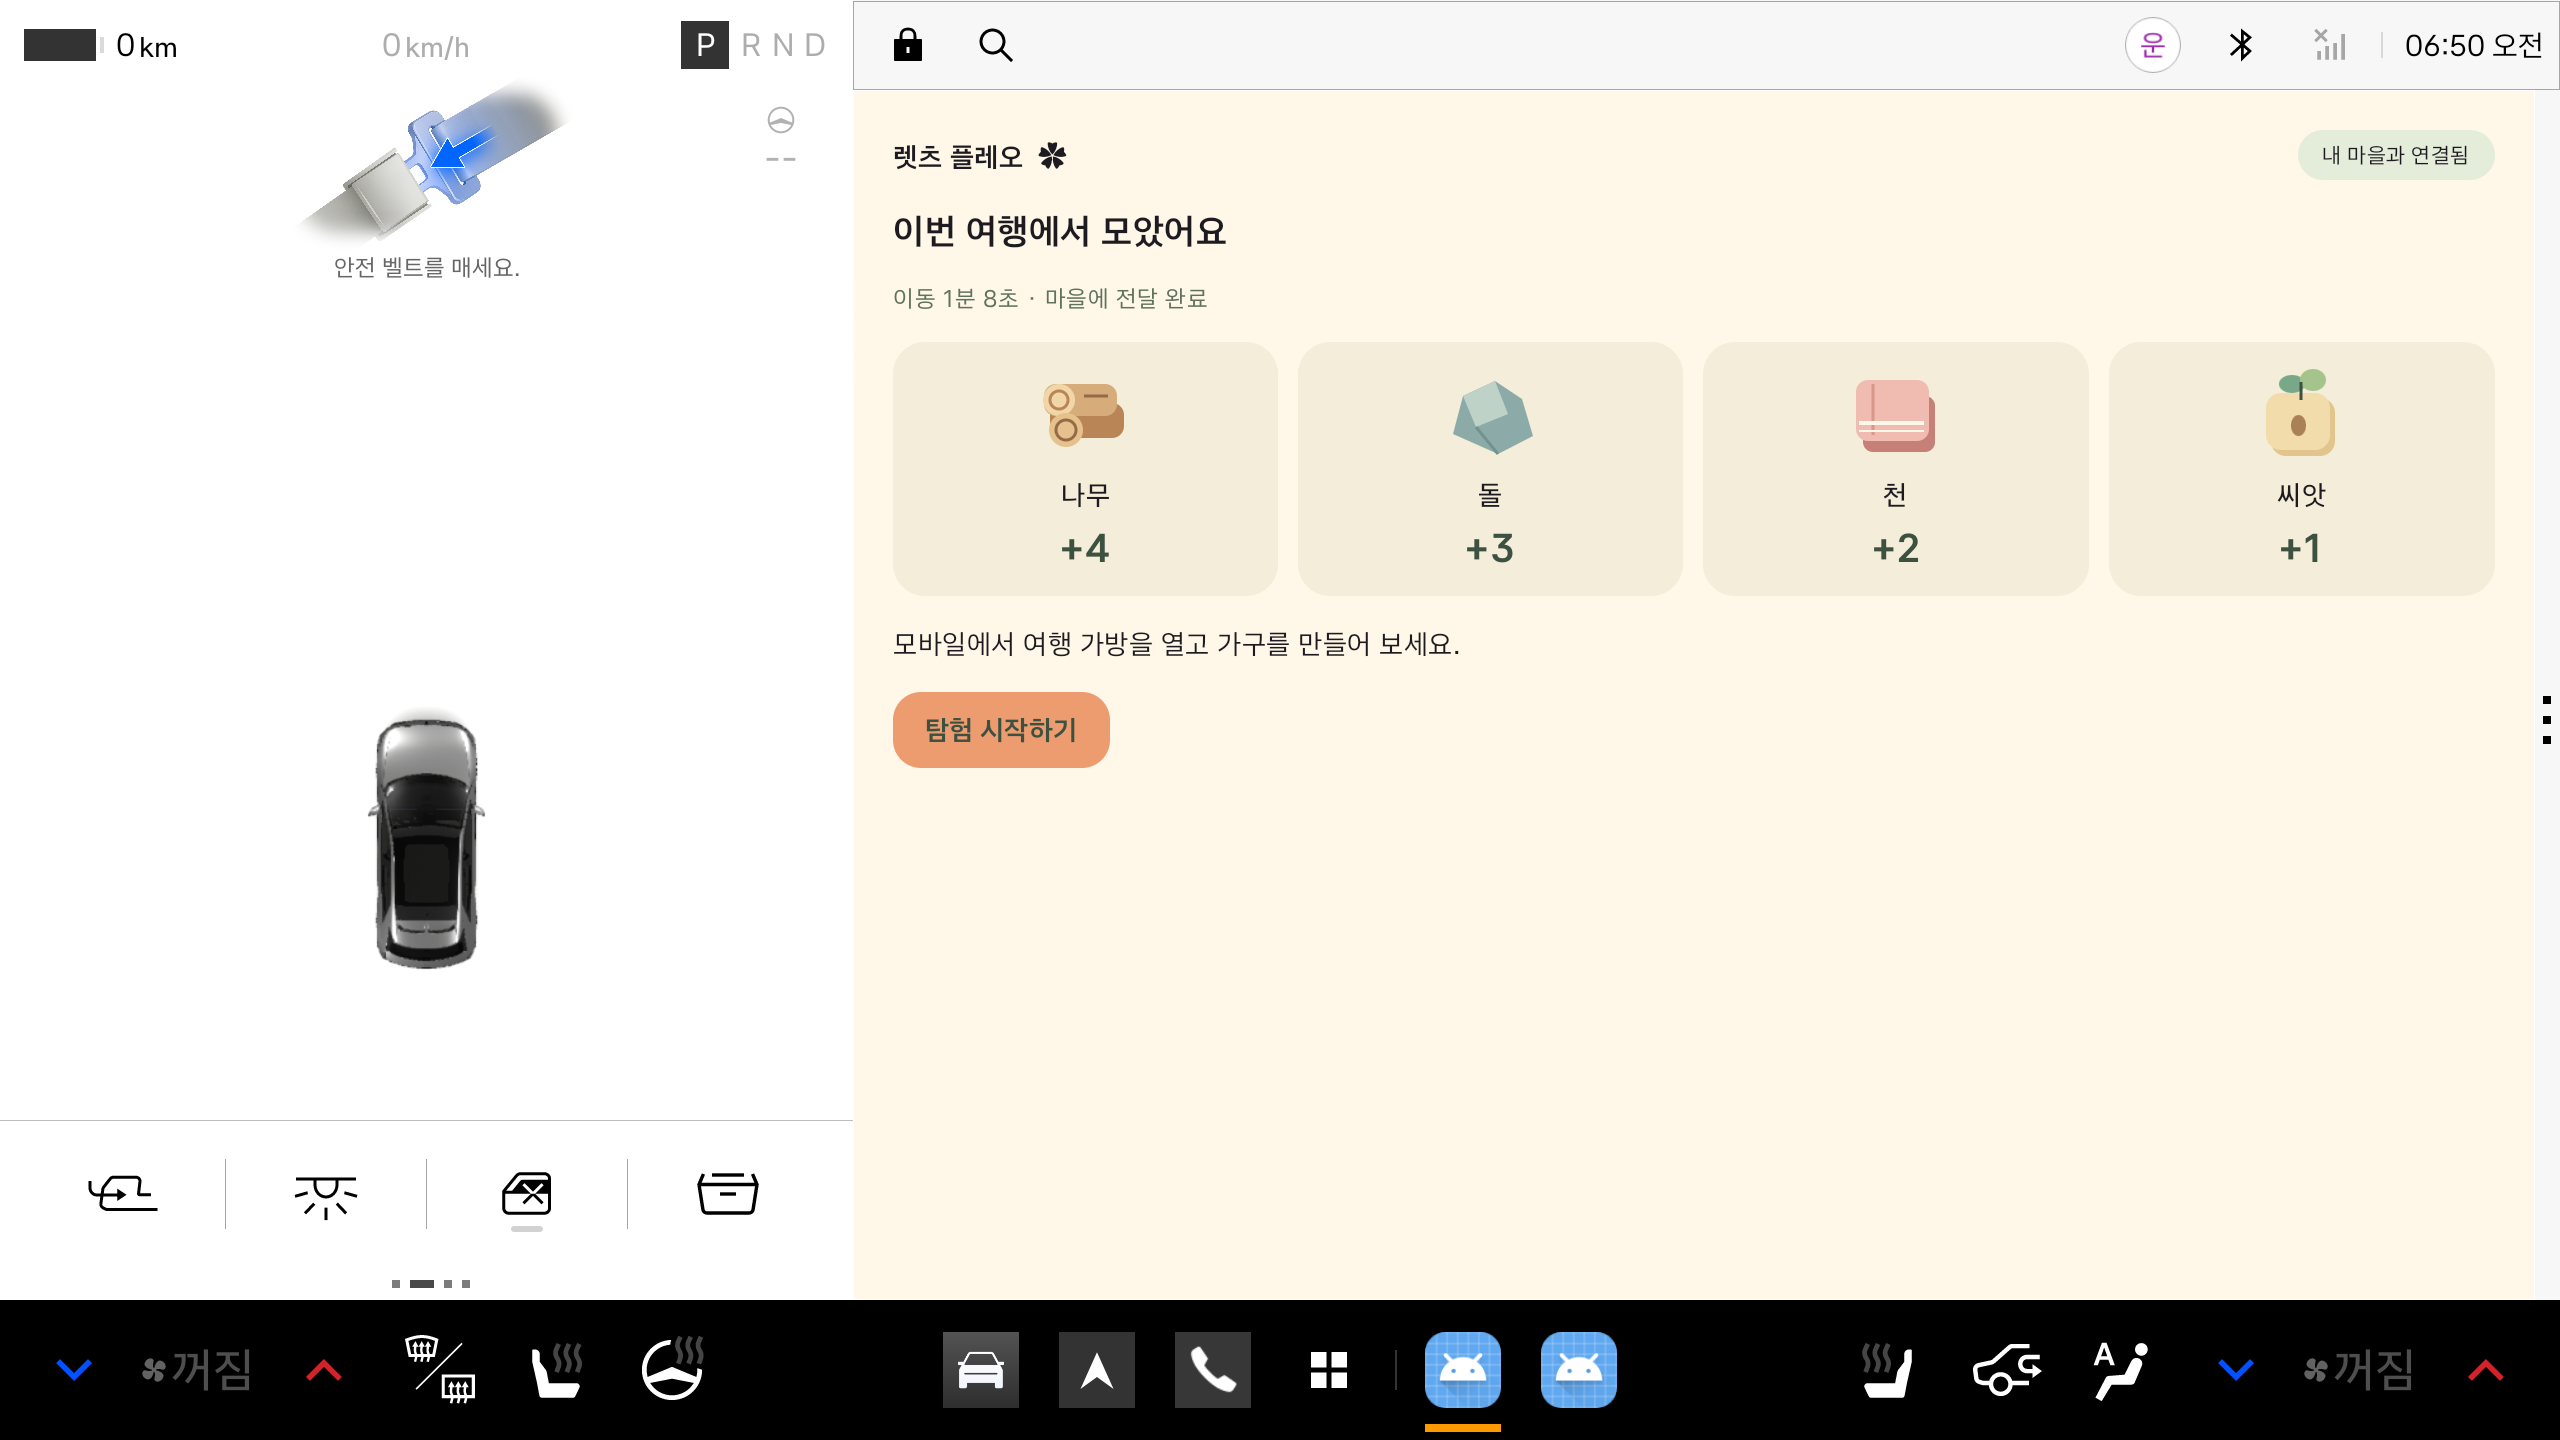 0 km
0 km/h
P R N D
안전 벨트를 매세요.
--
운
06:50 오전
렛츠 플레오
내 마을과 연결됨
이번 여행에서 모았어요
이동 1분 8초 · 마을에 전달 완료
나무
+4
돌
+3
천
+2
씨앗
+1
모바일에서 여행 가방을 열고 가구를 만들어 보세요.
탐험 시작하기
꺼짐
A
꺼짐